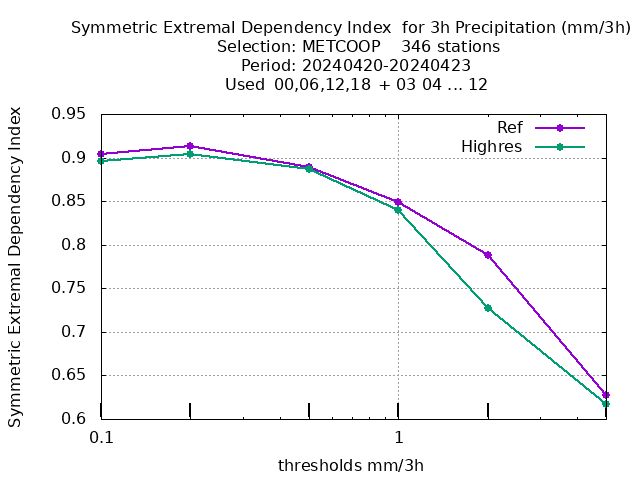 Symmetric Extremal Dependency Index  for 3h Precipitation (mm/3h)
Selection: METCOOP    346 stations
Period: 20240420-20240423
Used  00,06,12,18 + 03 04 ... 12
Symmetric Extremal Dependency Index
0.95
0.9
0.85
0.8
0.75
0.7
0.65
0.6
Ref
Highres
0.1
1
thresholds mm/3h